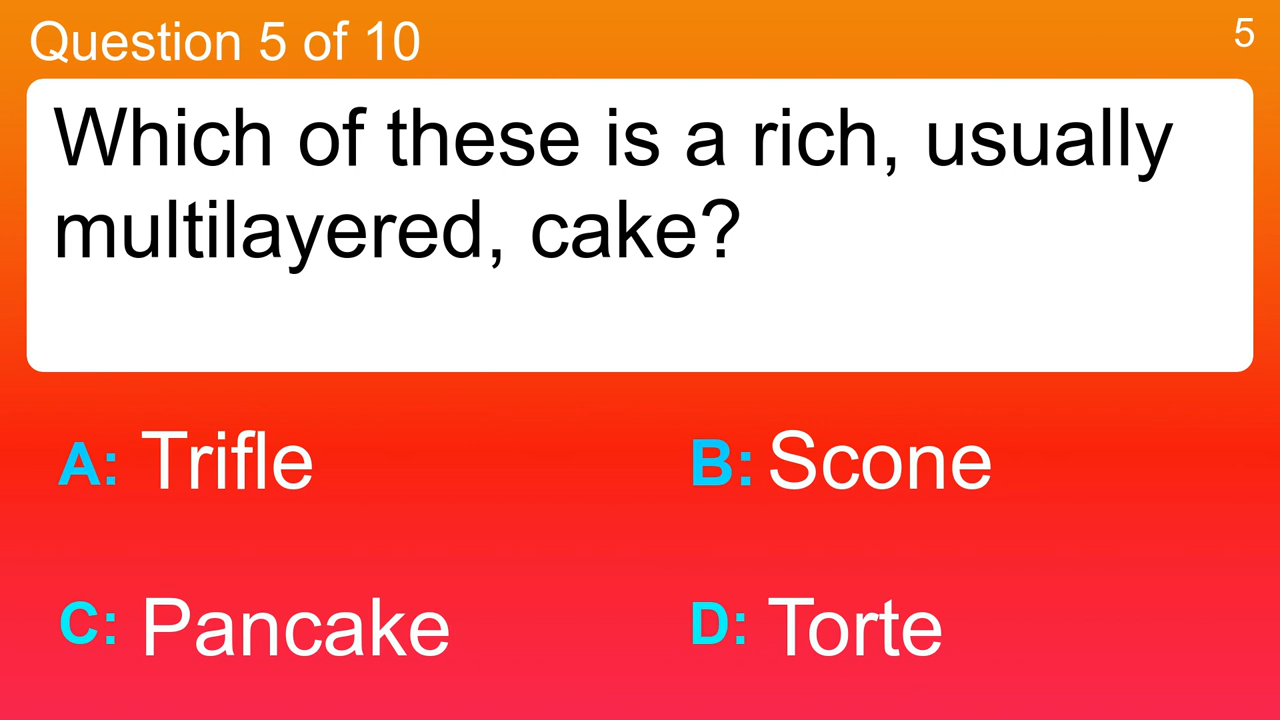 Question 5 of 10
5
Which of these is a rich, usually
multilayered, cake?
A: Trifle
B: Scone
C: Pancake
D: Torte